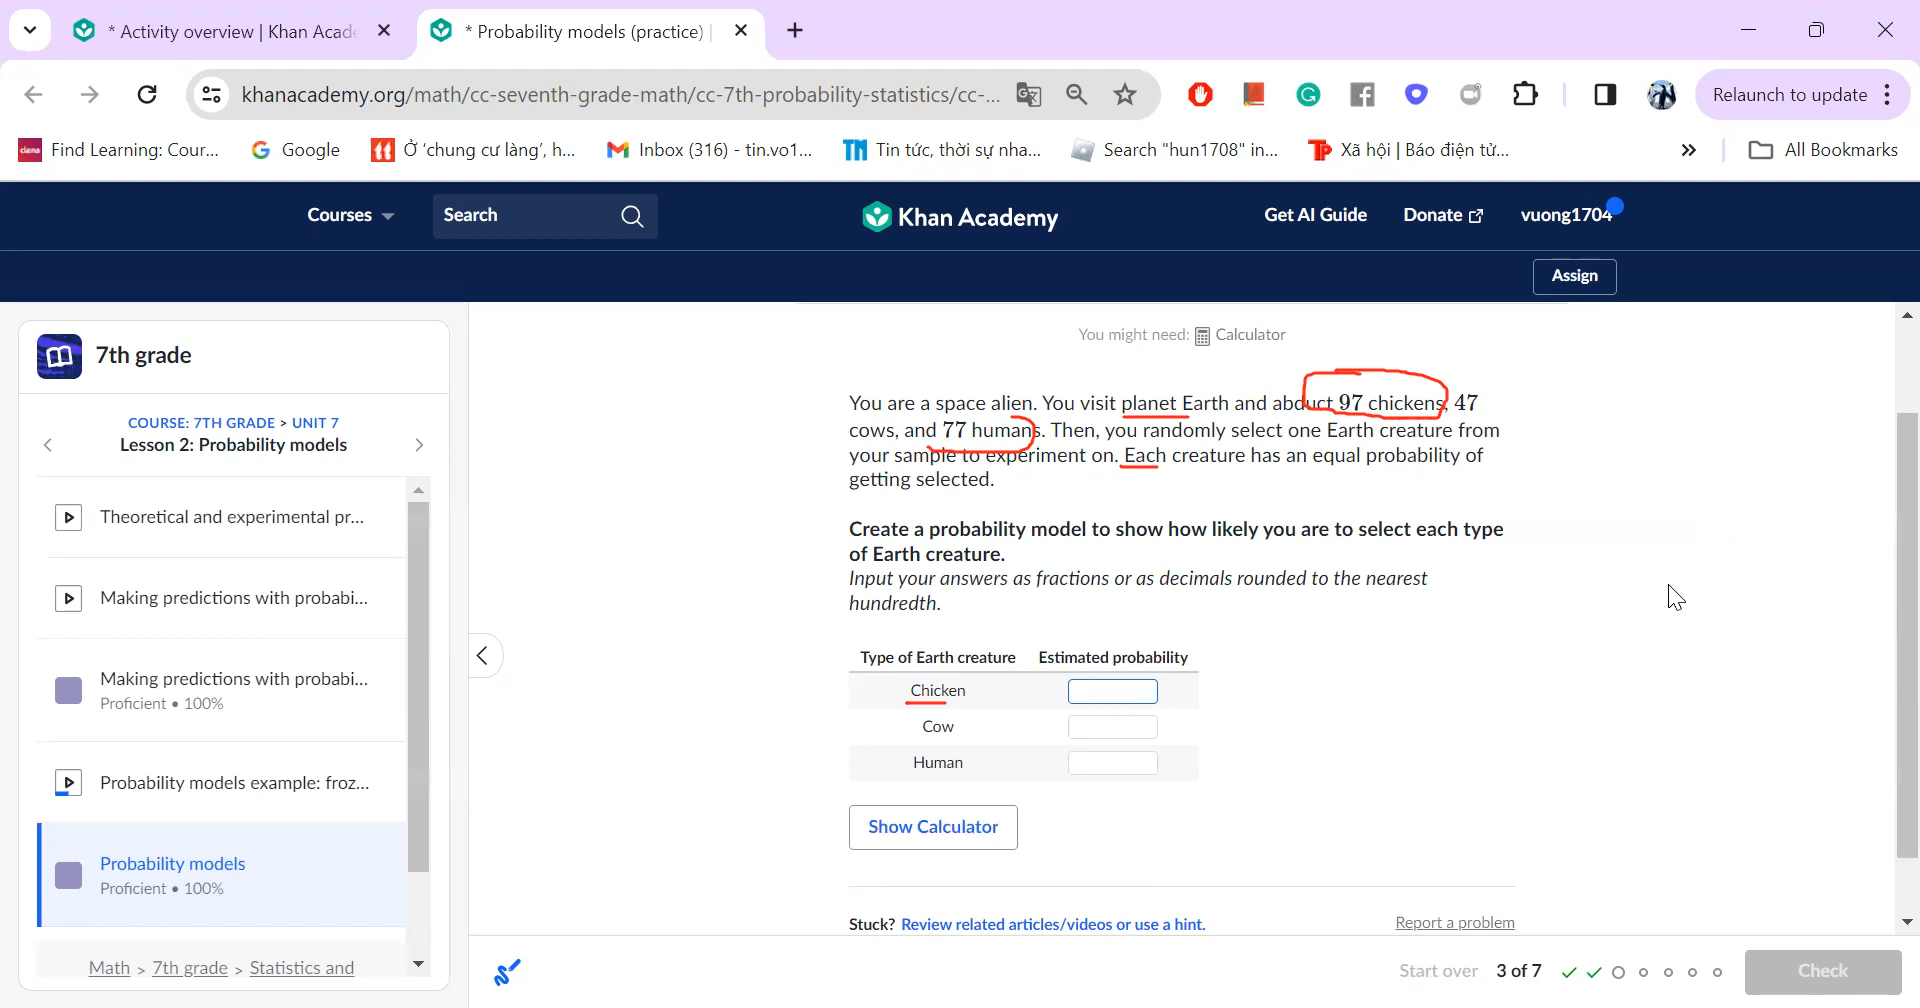 * Activity overview | Khan Acade
* Probability models (practice) |
khanacademy.org/math/cc-seventh-grade-math/cc-7th-probability-statistics/cc-...
Relaunch to update
Find Learning: Cour...
Google
Ở 'chung cư làng', h...
Inbox (316) - tin.vo1...
Tin tức, thời sự nha...
Search "hun1708" in...
Xã hội | Báo điện tử...
All Bookmarks
Courses
Search
Khan Academy
Get AI Guide
Donate
vuong1704
Assign
7th grade
COURSE: 7TH GRADE > UNIT 7
Lesson 2: Probability models
Theoretical and experimental pr...
Making predictions with probabi...
Making predictions with probabi...
Proficient • 100%
Probability models example: froz...
Probability models
Proficient • 100%
Math > 7th grade > Statistics and
You might need: Calculator
You are a space alien. You visit planet Earth and abduct 97 chickens, 47
cows, and 77 humans. Then, you randomly select one Earth creature from
your sample to experiment on. Each creature has an equal probability of
getting selected.
Create a probability model to show how likely you are to select each type
of Earth creature.
Input your answers as fractions or as decimals rounded to the nearest
hundredth.
Type of Earth creature Estimated probability
Chicken
Cow
Human
Show Calculator
Stuck? Review related articles/videos or use a hint.
Report a problem
Start over 3 of 7
Check